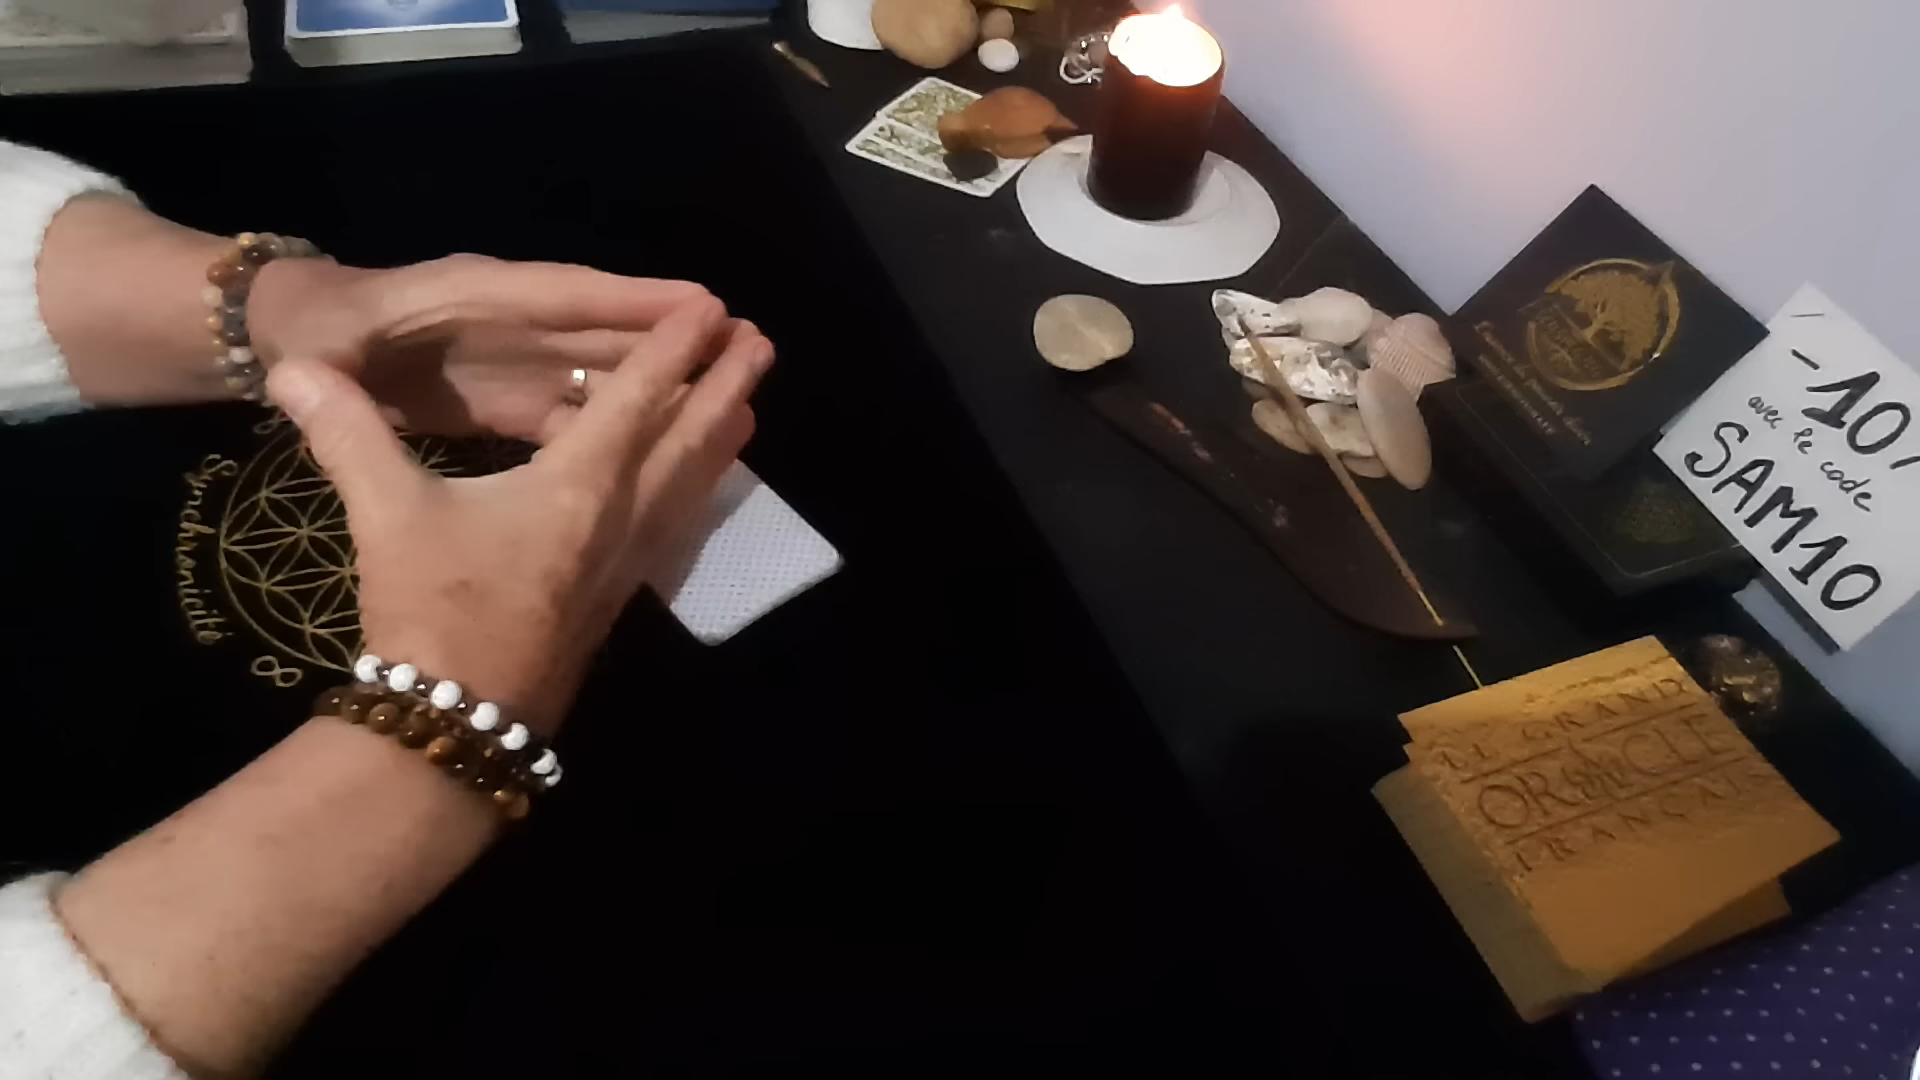 Synchronicité
-10
avec le code
SAM10
LE GRAND
ORACLE
FRANÇAIS